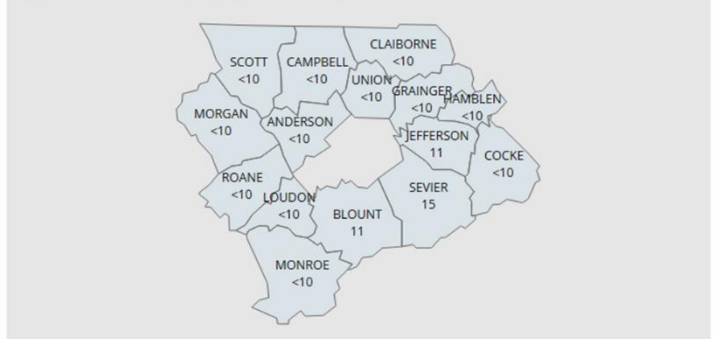 CLAIBORNE
<10
SCOTT
<10
CAMPBELL
<10
UNION
<10
GRAINGER
<10
HAMBLEN
<10
MORGAN
<10
ANDERSON
<10
JEFFERSON
11
COCKE
<10
ROANE
<10
LOUDON
<10
SEVIER
15
BLOUNT
11
MONROE
<10